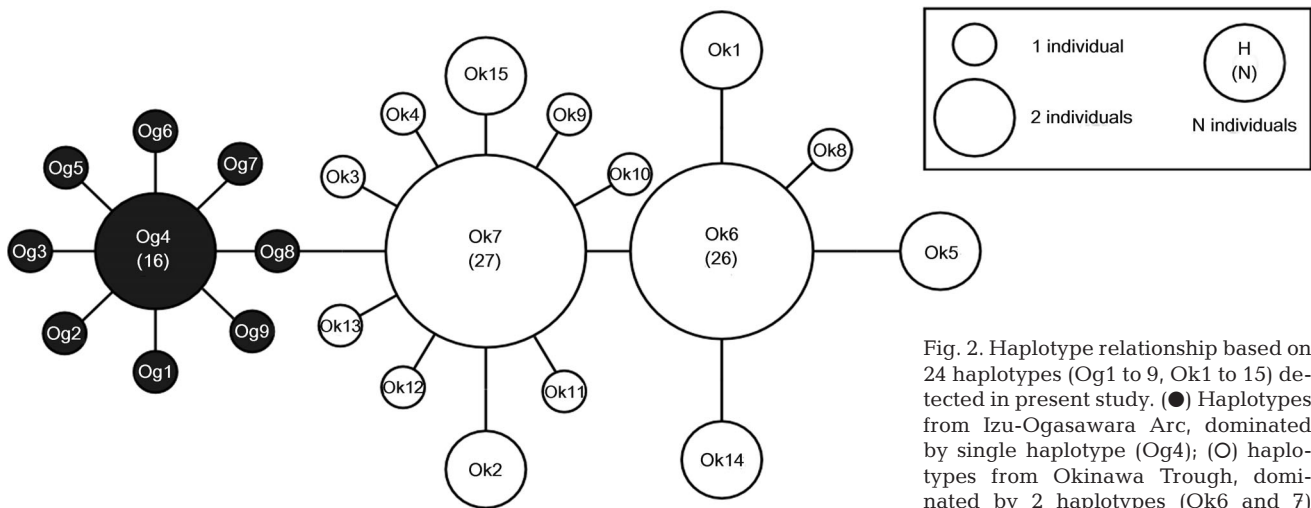 Og6
Og5
Og7
Og3
Og4
(16)
Og8
Og2
Og9
Og1
Ok15
Ok4
Ok9
Ok3
Ok10
Ok7
(27)
Ok13
Ok12
Ok11
Ok2
Ok1
Ok8
Ok6
(26)
Ok5
Ok14
1 individual
2 individuals
H
(N)
N individuals
Fig. 2. Haplotype relationship based on
24 haplotypes (Og1 to 9, Ok1 to 15) de-
tected in present study. (●) Haplotypes
from Izu-Ogasawara Arc, dominated
by single haplotype (Og4); (O) haplo-
types from Okinawa Trough, domi-
nated by 2 haplotypes (Ok6 and 7)